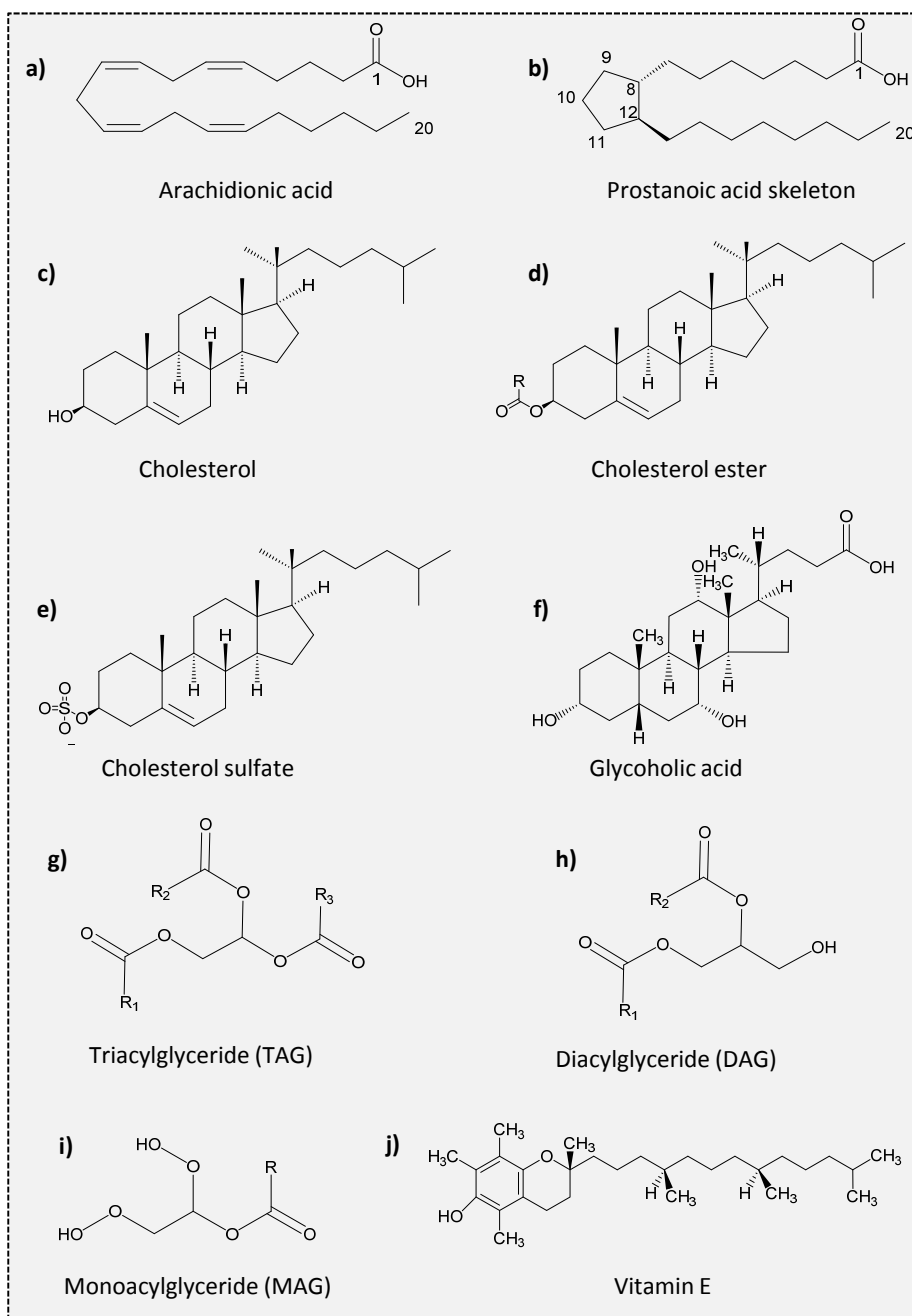 a)
O
1
OH
20
Arachidionic acid
b)
9
10
11
8
12
O
1
OH
20
Prostanoic acid skeleton
c)
H
H
H
H
HO
Cholesterol
d)
H
H
H
H
R
O
O
Cholesterol ester
e)
H
H
H
H
O
O
S
O
O
–
Cholesterol sulfate
f)
H
O
H₃C
OH
OH
H₃C
H
CH₃
H
H
H
HO
OH
H
Glycoholic acid
g)
O
R₂
O
R₃
O
O
O
O
R₁
Triacylglyceride (TAG)
h)
O
R₂
O
O
O
OH
R₁
Diacylglyceride (DAG)
i)
HO
O
R
O
HO
O
O
Monoacylglyceride (MAG)
j)
CH₃
H₃C
O
CH₃
HO
CH₃
H
CH₃
H
CH₃
CH₃
CH₃
Vitamin E